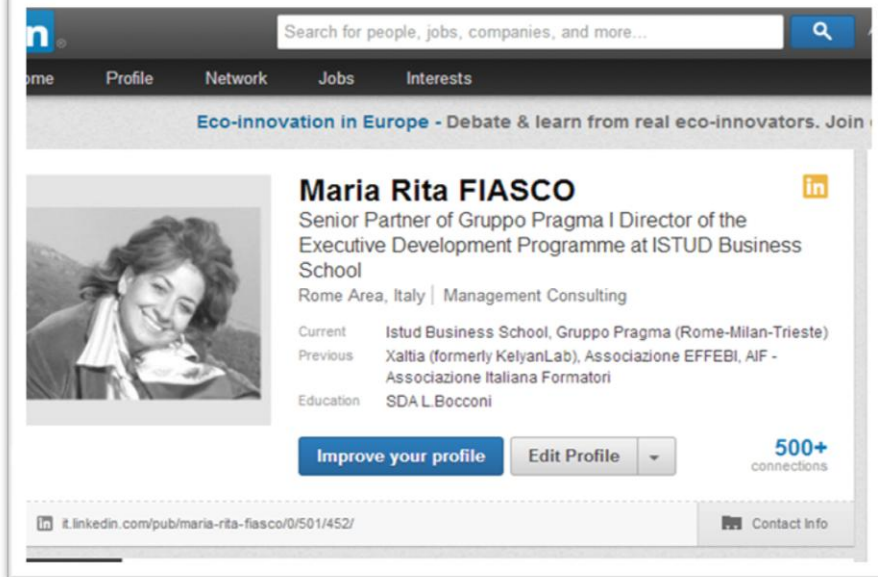 in®
Search for people, jobs, companies, and more...
ome Profile Network Jobs Interests
Eco-innovation in Europe - Debate & learn from real eco-innovators. Join
Maria Rita FIASCO
in
Senior Partner of Gruppo Pragma I Director of the
Executive Development Programme at ISTUD Business
School
Rome Area, Italy | Management Consulting
Current Istud Business School, Gruppo Pragma (Rome-Milan-Trieste)
Previous Xaltia (formerly KelyanLab), Associazione EFFEBI, AIF -
Associazione Italiana Formatori
Education SDA L.Bocconi
Improve your profile Edit Profile 500+
connections
in it.linkedin.com/pub/maria-rita-fiasco/0/501/452/ Contact Info